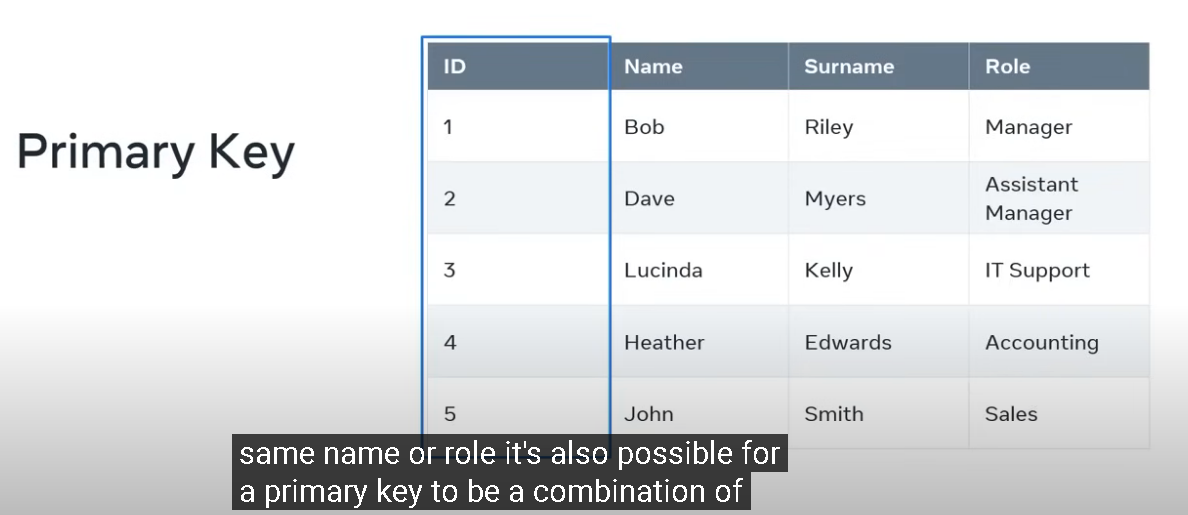 Primary Key
ID Name Surname Role
1 Bob Riley Manager
2 Dave Myers Assistant Manager
3 Lucinda Kelly IT Support
4 Heather Edwards Accounting
5 John Smith Sales
same name or role it's also possible for
a primary key to be a combination of